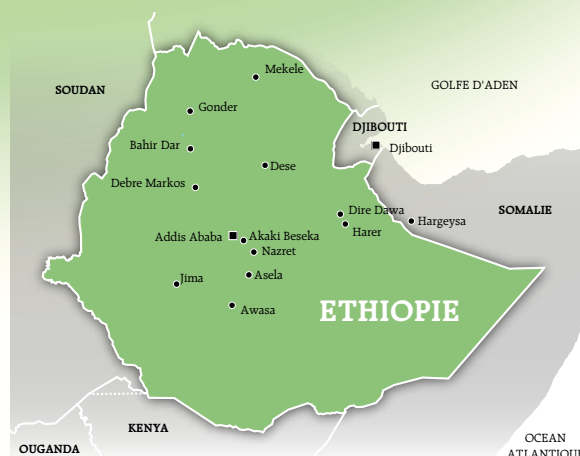 Mekele
SOUDAN
GOLFE D'ADEN
Gonder
DJIBOUTI
Bahir Dar
Djibouti
Dese
Debre Markos
Dire Dawa
SOMALIE
Hargeysa
Harer
Addis Ababa
Akaki Beseka
Nazret
Jima
Asela
ETHIOPIE
Awasa
KENYA
OCEAN
OUGANDA
ATLANTIQUE